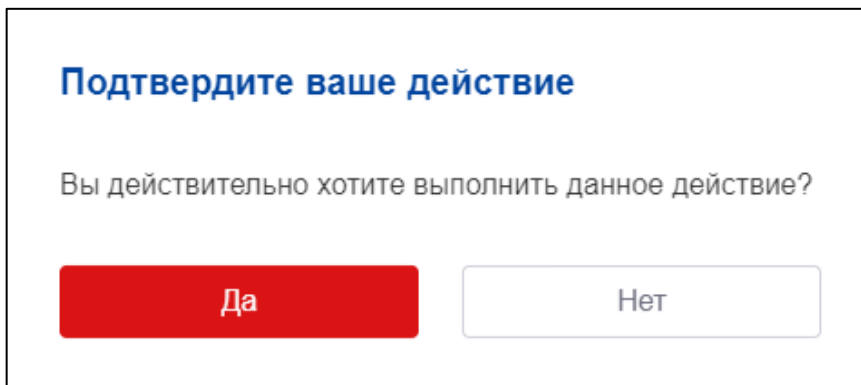 Подтвердите ваше действие
Вы действительно хотите выполнить данное действие?
Да
Нет